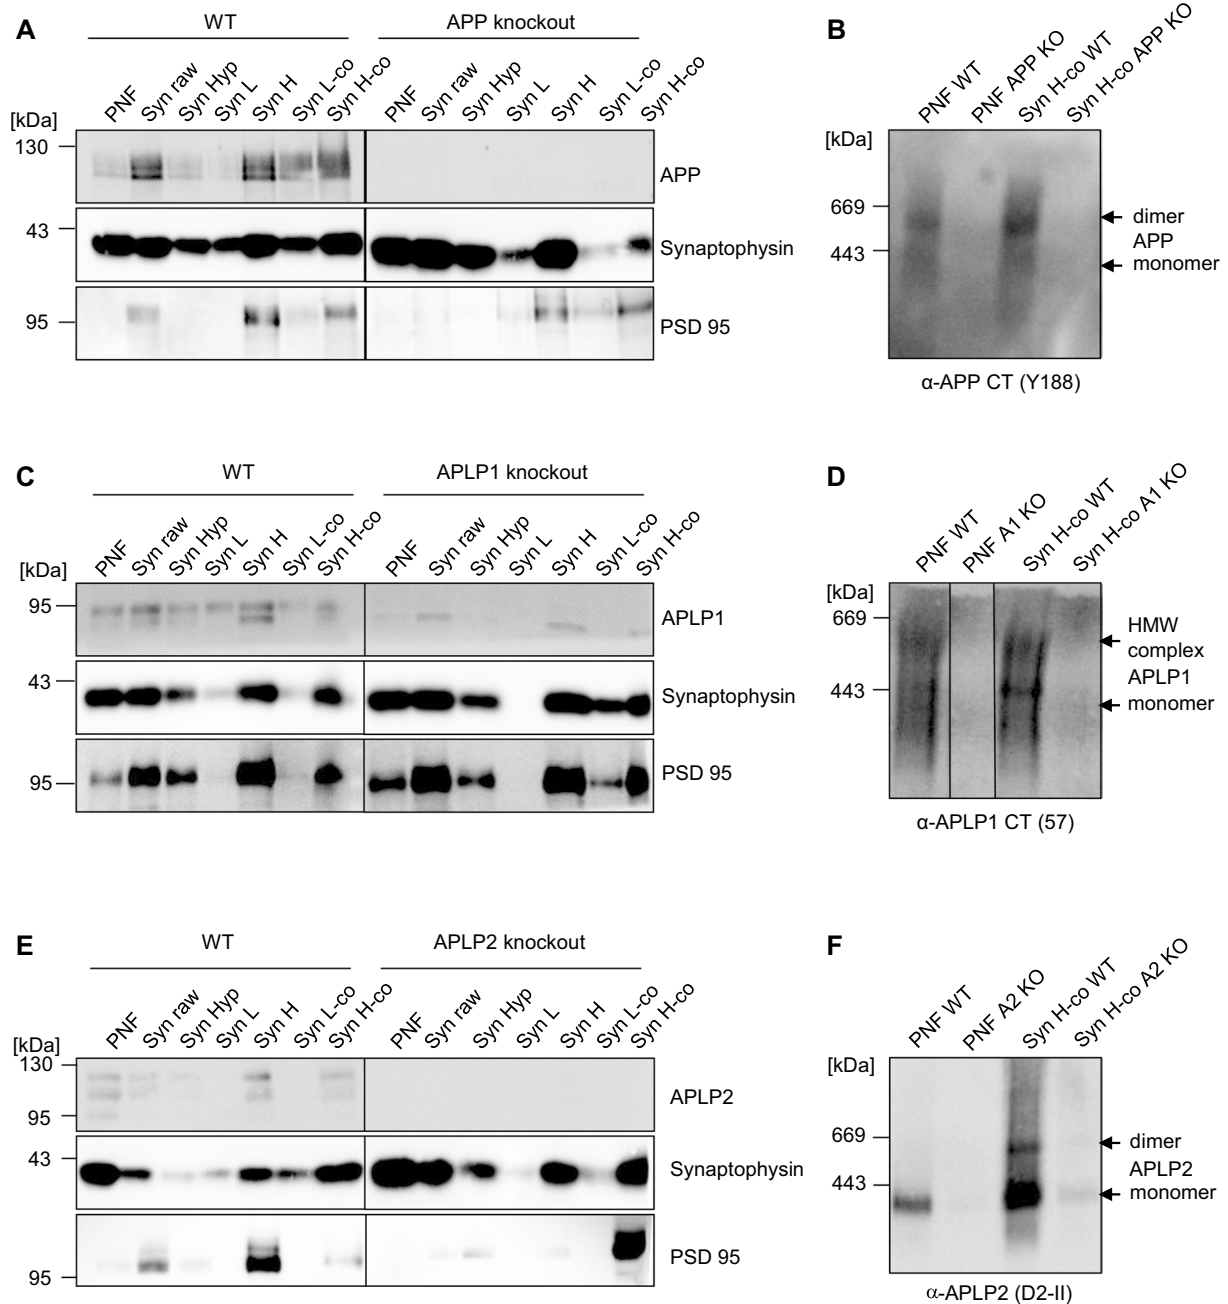 A
WT
APP knockout
PNF
Syn raw
Syn Hyp
Syn L
Syn H
Syn L-co
Syn H-co
PNF
Syn raw
Syn Hyp
Syn L
Syn H
Syn L-co
Syn H-co
[kDa]
130
APP
43
Synaptophysin
95
PSD 95
B
PNF WT
PNF APP KO
Syn H-co WT
Syn H-co APP KO
[kDa]
669
dimer
APP
443
monomer
α-APP CT (Y188)
C
WT
APLP1 knockout
PNF
Syn raw
Syn Hyp
Syn L
Syn H
Syn L-co
Syn H-co
PNF
Syn raw
Syn Hyp
Syn L
Syn H
Syn L-co
Syn H-co
[kDa]
95
APLP1
43
Synaptophysin
95
PSD 95
D
PNF WT
PNF A1 KO
Syn H-co WT
Syn H-co A1 KO
[kDa]
669
HMW
complex
APLP1
443
monomer
α-APLP1 CT (57)
E
WT
APLP2 knockout
PNF
Syn raw
Syn Hyp
Syn L
Syn H
Syn L-co
Syn H-co
PNF
Syn raw
Syn Hyp
Syn L
Syn H
Syn L-co
Syn H-co
[kDa]
130
APLP2
95
43
Synaptophysin
PSD 95
95
F
PNF WT
PNF A2 KO
Syn H-co WT
Syn H-co A2 KO
[kDa]
669
dimer
APLP2
443
monomer
α-APLP2 (D2-II)